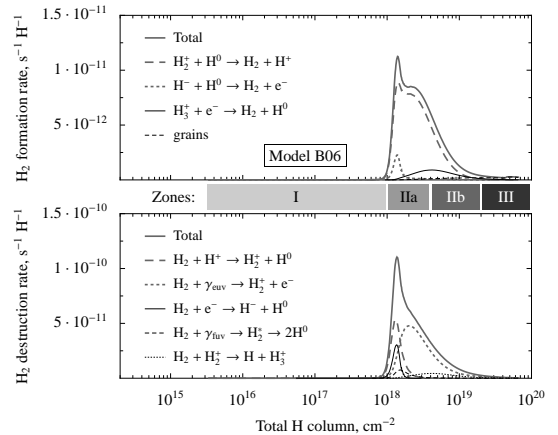 H₂ formation rate, s⁻¹ H⁻¹
1.5·10⁻¹¹
1·10⁻¹¹
5·10⁻¹²
Total
H₂⁺ + H⁰ → H₂ + H⁺
H⁻ + H⁰ → H₂ + e⁻
H₃⁺ + e⁻ → H₂ + H⁰
grains
Model B06
Zones: I IIa IIb III
H₂ destruction rate, s⁻¹ H⁻¹
1.5·10⁻¹⁰
1·10⁻¹⁰
5·10⁻¹¹
Total
H₂ + H⁺ → H₂⁺ + H⁰
H₂ + γeuv → H₂⁺ + e⁻
H₂ + e⁻ → H⁻ + H⁰
H₂ + γfuv → H₂* → 2H⁰
H₂ + H₂⁺ → H + H₃⁺
10¹⁵ 10¹⁶ 10¹⁷ 10¹⁸ 10¹⁹ 10²⁰
Total H column, cm⁻²